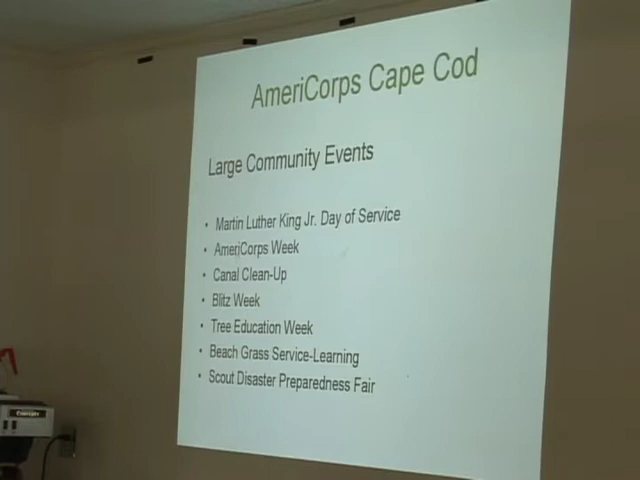 AmeriCorps Cape Cod
Large Community Events
• Martin Luther King Jr. Day of Service
• AmeriCorps Week
• Canal Clean-Up
• Blitz Week
• Tree Education Week
• Beach Grass Service-Learning
• Scout Disaster Preparedness Fair